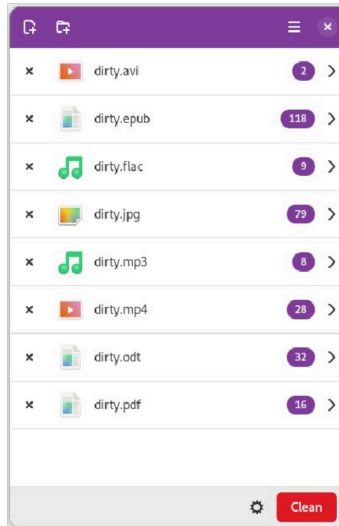 dirty.avi 2
dirty.epub 118
dirty.flac 9
dirty.jpg 79
dirty.mp3 8
dirty.mp4 28
dirty.odt 32
dirty.pdf 16
Clean